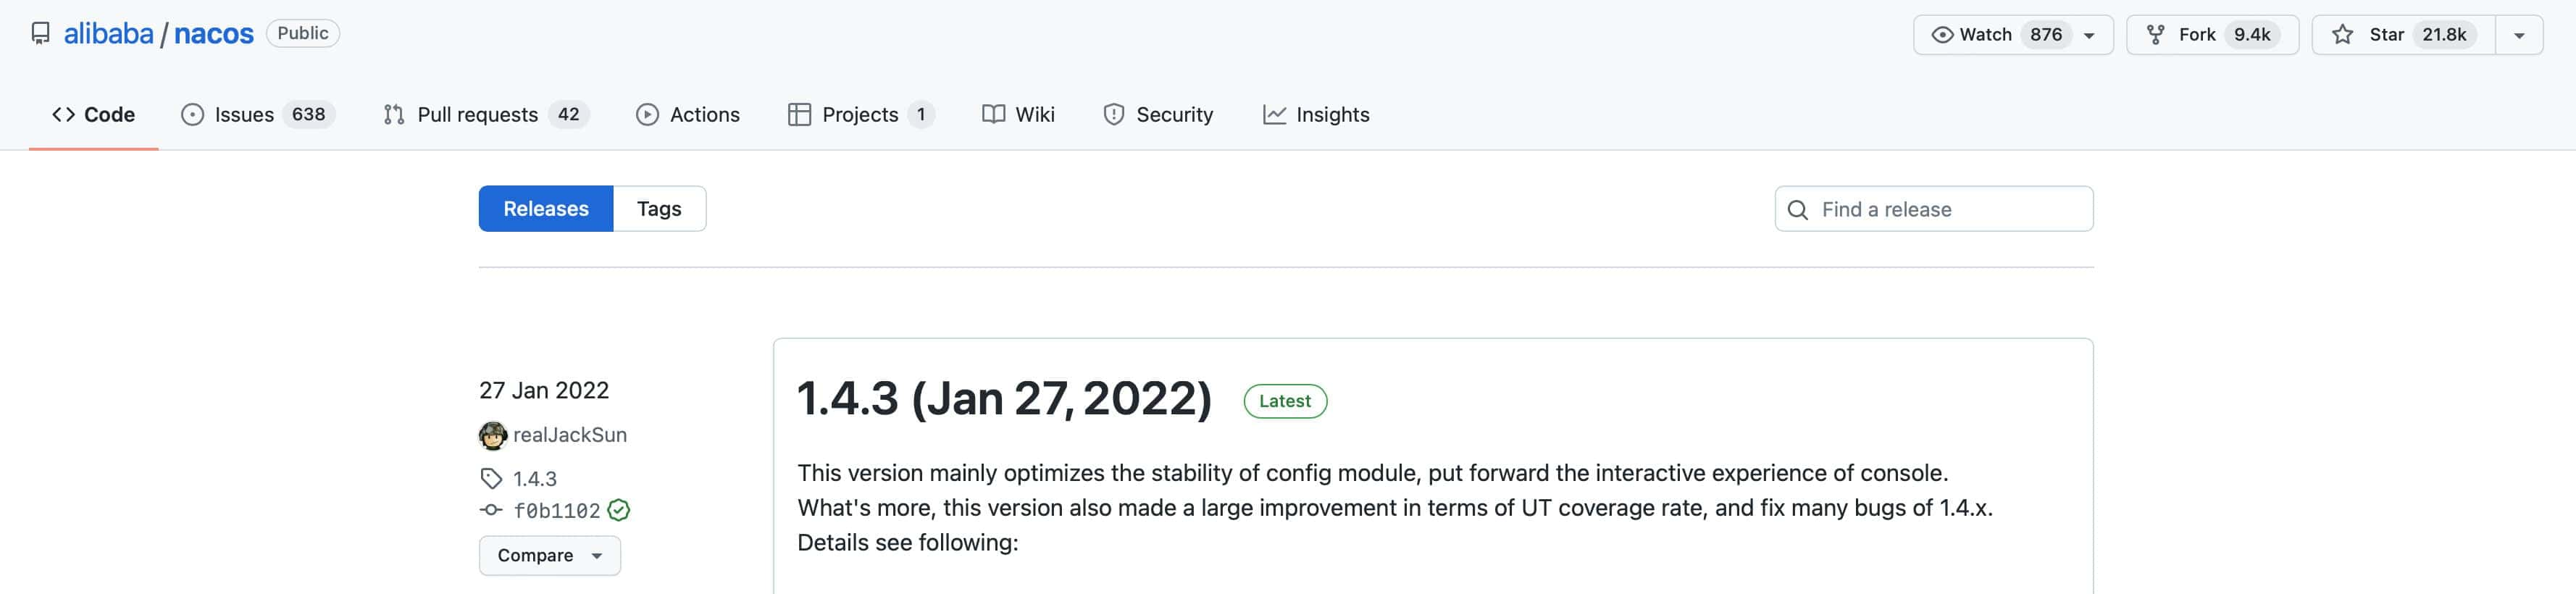 alibaba / nacos Public Watch 876 Fork 9.4k Star 21.8k
Code Issues 638 Pull requests 42 Actions Projects 1 Wiki Security Insights
Releases Tags Find a release
27 Jan 2022
realJackSun
1.4.3
f0b1102
Compare
1.4.3 (Jan 27, 2022) Latest
This version mainly optimizes the stability of config module, put forward the interactive experience of console.
What's more, this version also made a large improvement in terms of UT coverage rate, and fix many bugs of 1.4.x.
Details see following: